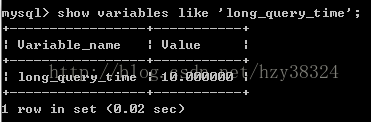 mysql> show variables like 'long_query_time';
+-----------------+-----------+
| Variable_name   | Value     |
+-----------------+-----------+
| long_query_time | 10.000000 |
+-----------------+-----------+
1 row in set (0.02 sec)
http://blog.csdn.net/hzy38324